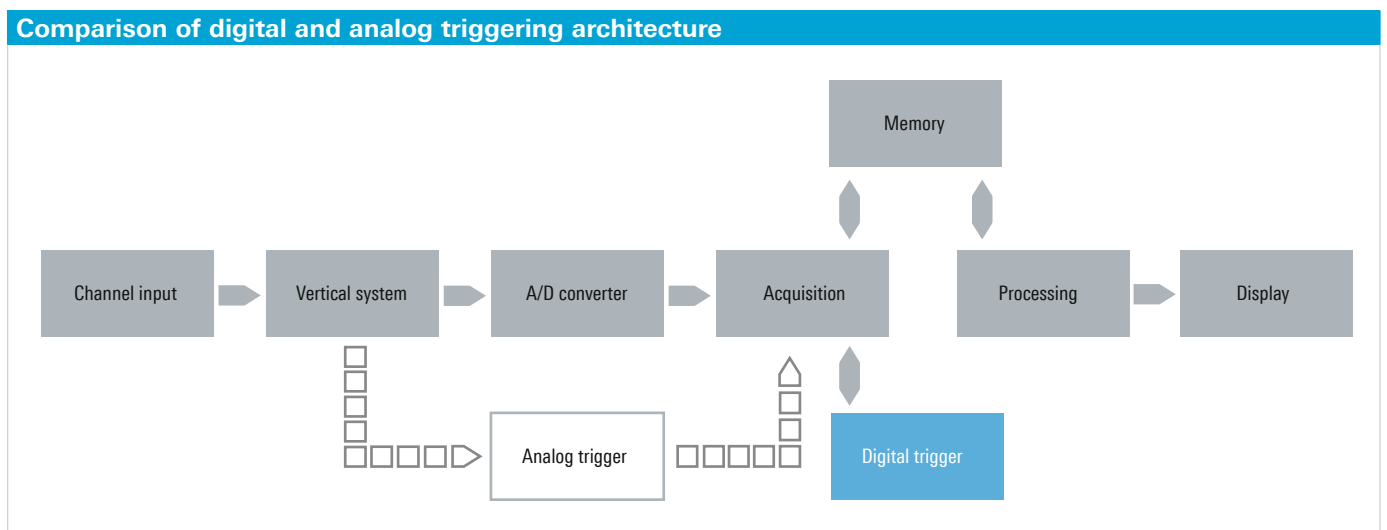 Comparison of digital and analog triggering architecture
Memory
Channel input
Vertical system
A/D converter
Acquisition
Processing
Display
Analog trigger
Digital trigger